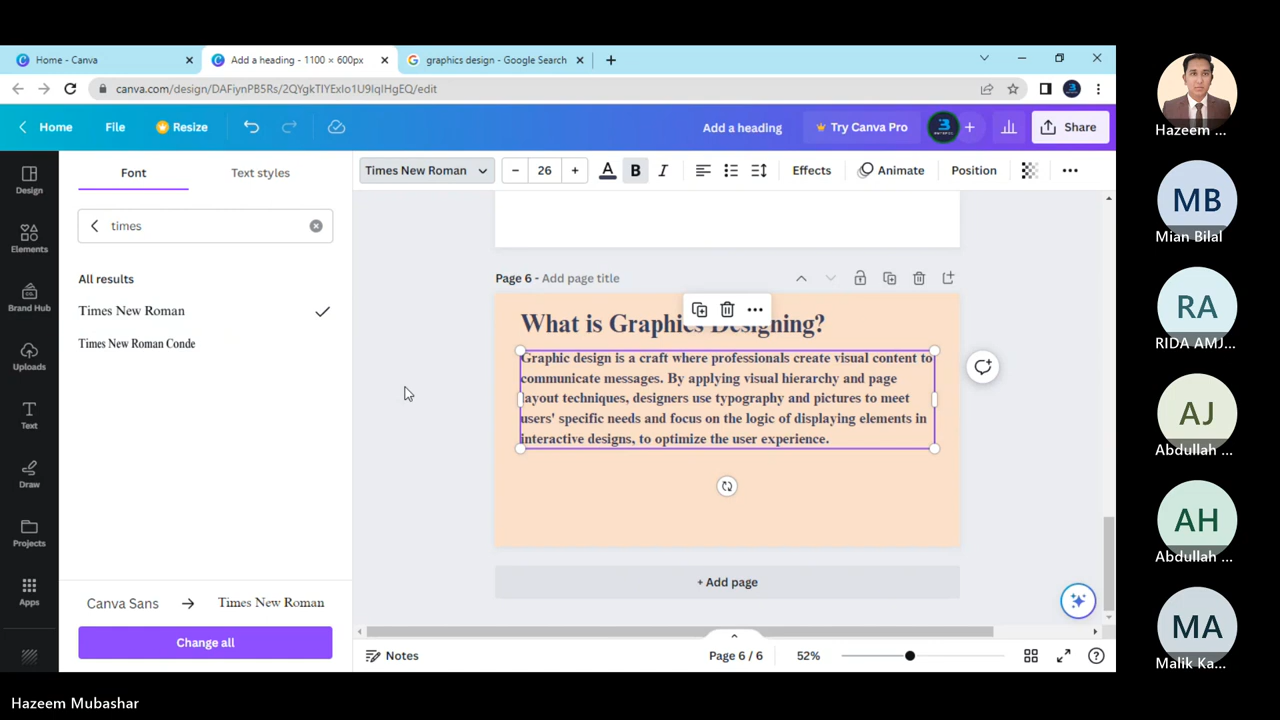 Home - Canva
Add a heading - 1100 × 600px
graphics design - Google Search
canva.com/design/DAFiynPB5Rs/2QYgkTIYExIo1U9IqIHgEQ/edit
Home
File
Resize
Add a heading
Try Canva Pro
Share
Design
Elements
Brand Hub
Uploads
Text
Draw
Projects
Apps
Font
Text styles
times
All results
Times New Roman
Times New Roman Conde
Canva Sans → Times New Roman
Change all
Times New Roman
– 26 +
A B I
Effects
Animate
Position
Page 6 - Add page title
What is Graphics Designing?
Graphic design is a craft where professionals create visual content to
communicate messages. By applying visual hierarchy and page
layout techniques, designers use typography and pictures to meet
users' specific needs and focus on the logic of displaying elements in
interactive designs, to optimize the user experience.
+ Add page
Notes
Page 6 / 6
52%
Hazeem ...
MB
Mian Bilal
RA
RIDA AMJ...
AJ
Abdullah ...
AH
Abdullah ...
MA
Malik Ka...
Hazeem Mubashar